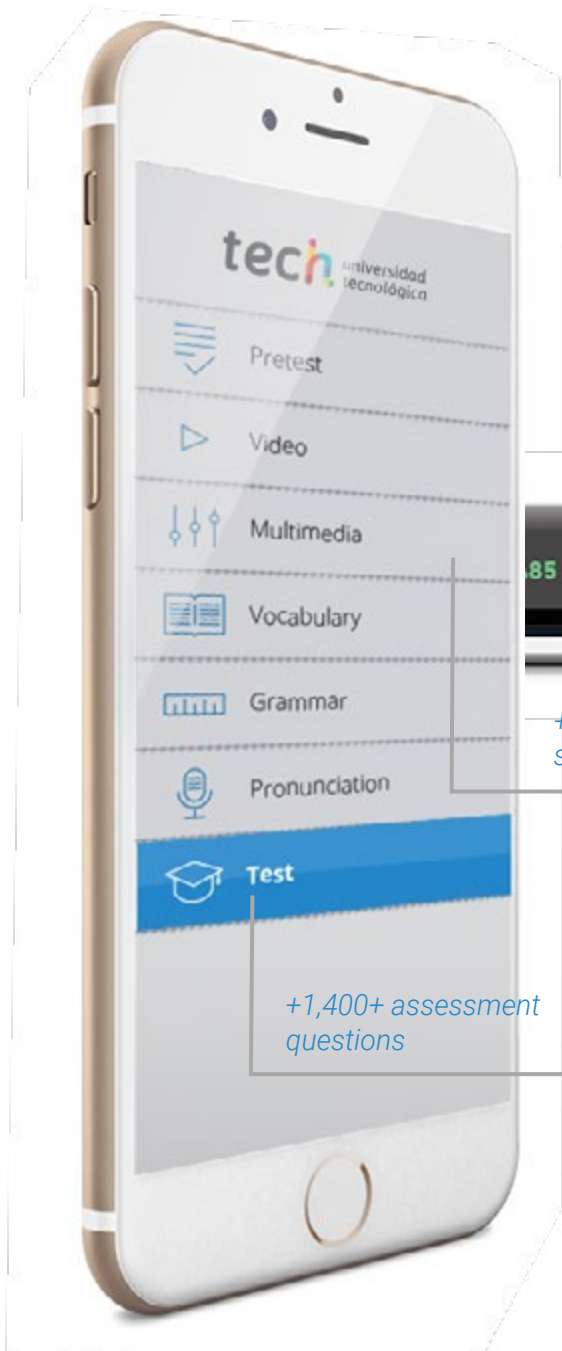 tech universidad
tecnológica
Pretest
Video
Multimedia
Vocabulary
Grammar
Pronunciation
Test
+1,400+ assessment
questions